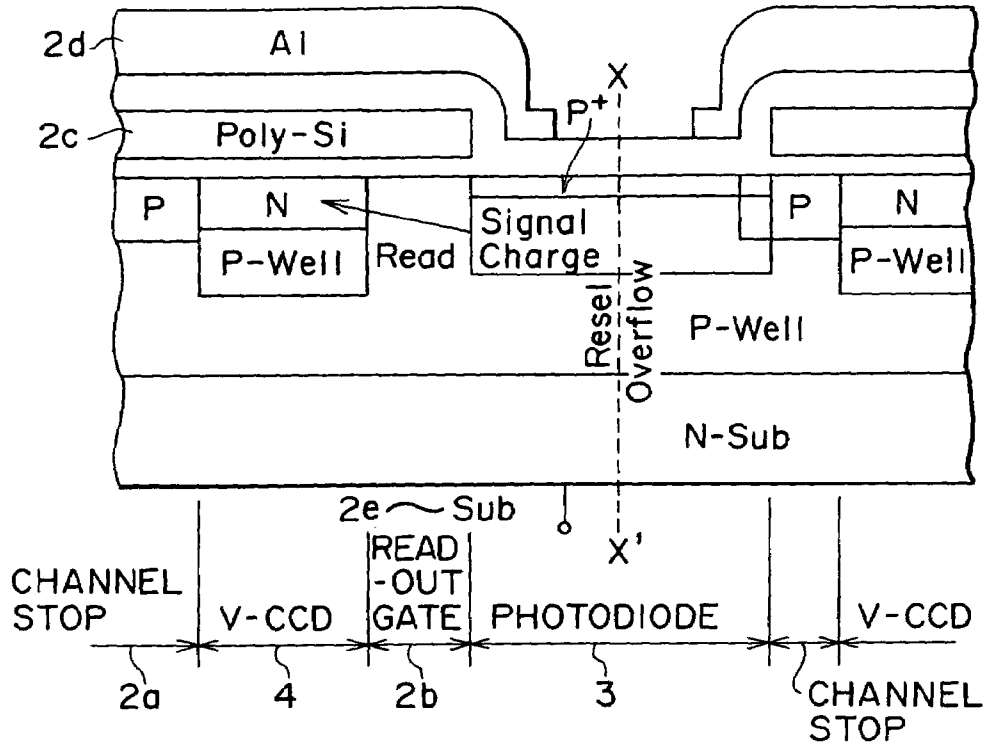 2d
Al
X
P+
2c
Poly-Si
P
N
Signal
Charge
Read
P
N
P-Well
P-Well
Resel
Overflow
P-Well
N-Sub
2e
Sub
X'
CHANNEL
STOP
V-CCD
READ
-OUT
GATE
PHOTODIODE
V-CCD
2a
4
2b
3
CHANNEL
STOP